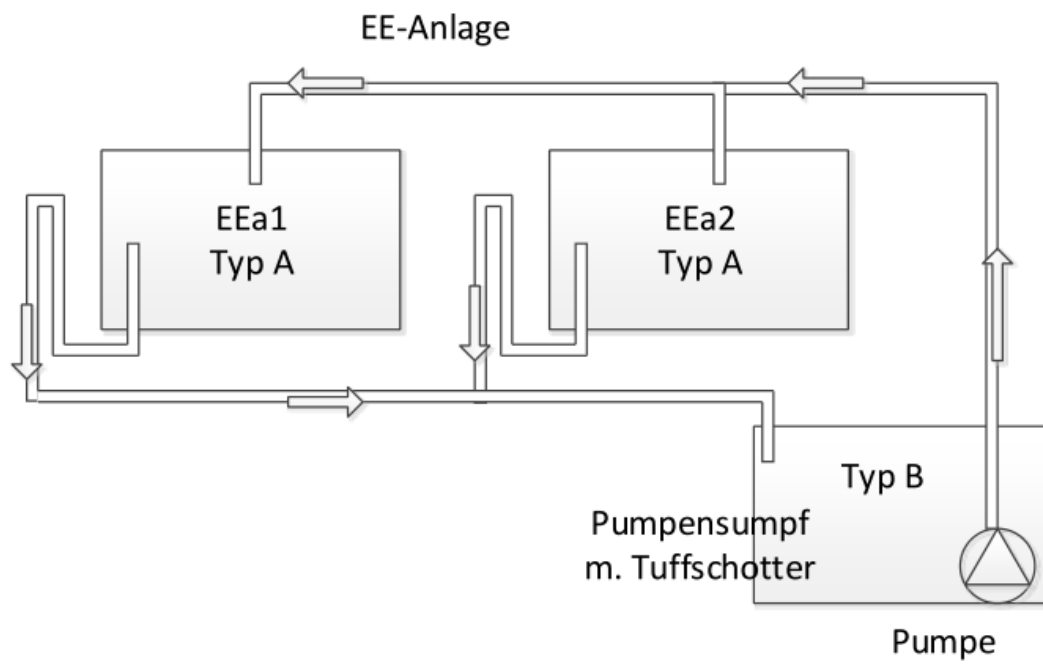 EE-Anlage
EEa1
Typ A
EEa2
Typ A
Typ B
Pumpensumpf
m. Tuffschotter
Pumpe